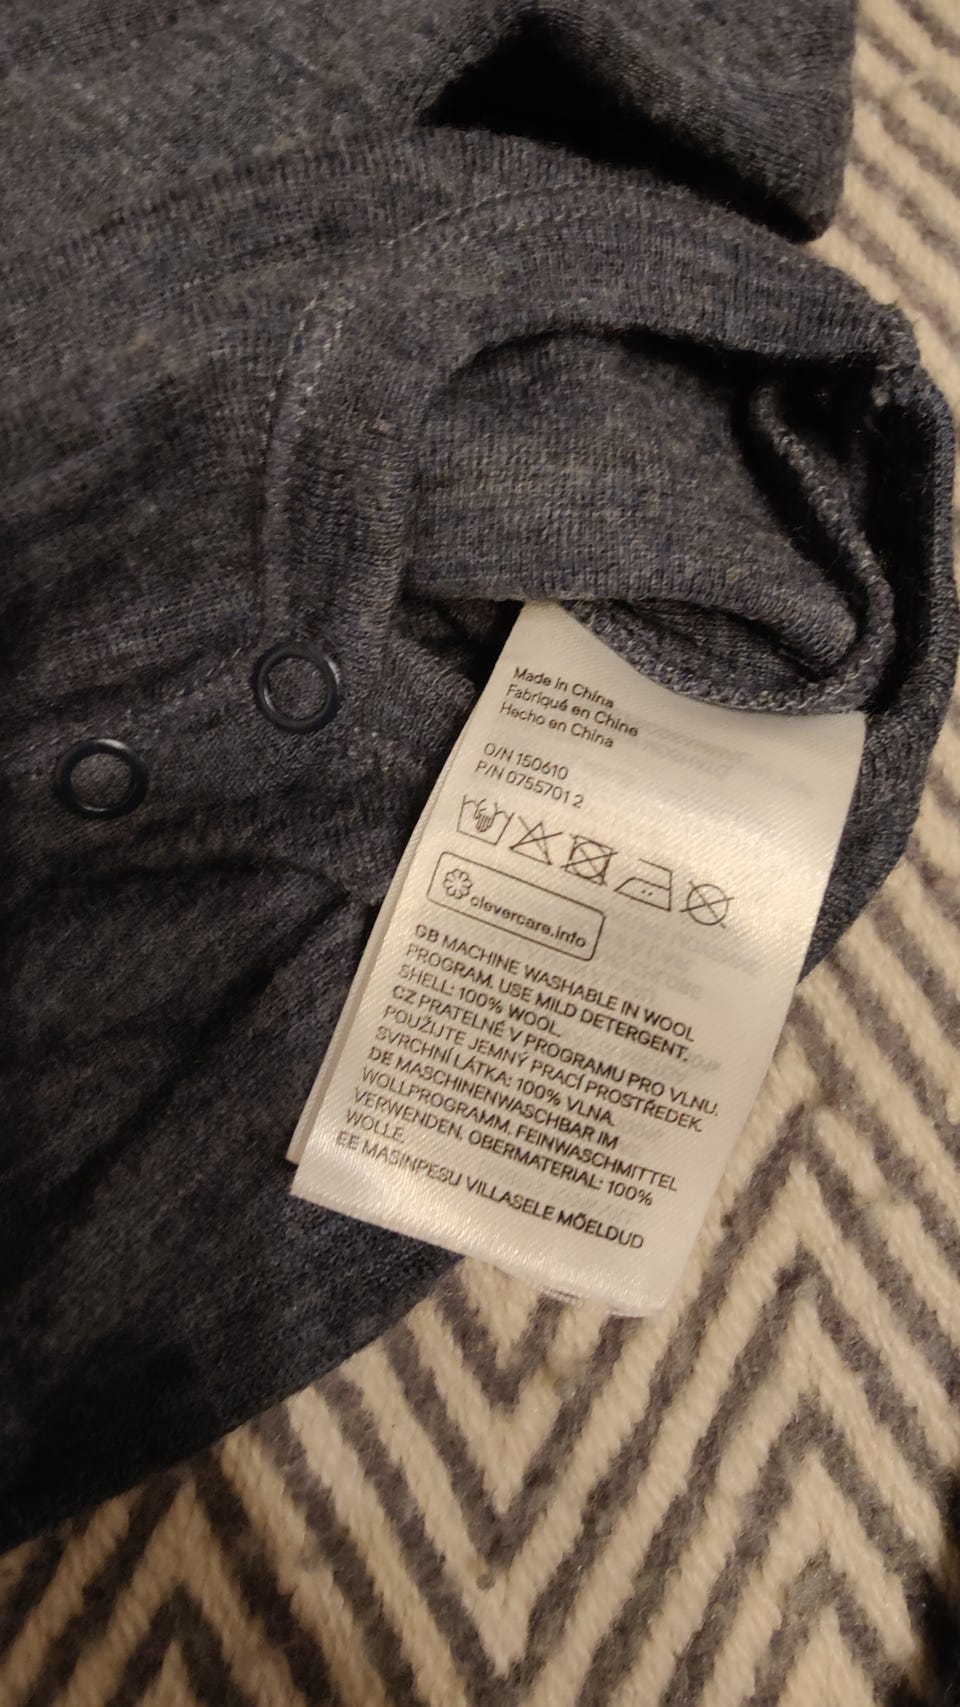 Made in China
Fabriqué en Chine
Hecho en China
O/N 150610
P/N 0755701 2
clevercare.info
GB MACHINE WASHABLE IN WOOL
PROGRAM. USE MILD DETERGENT.
SHELL: 100% WOOL.
CZ PRATELNÉ V PROGRAMU PRO VLNU.
POUŽIJTE JEMNÝ PRACÍ PROSTŘEDEK.
SVRCHNÍ LÁTKA: 100% VLNA.
DE MASCHINENWASCHBAR IM
WOLLPROGRAMM. FEINWASCHMITTEL
VERWENDEN. OBERMATERIAL: 100%
WOLLE.
EE MASINPESU VILLASELE MÕELDUD